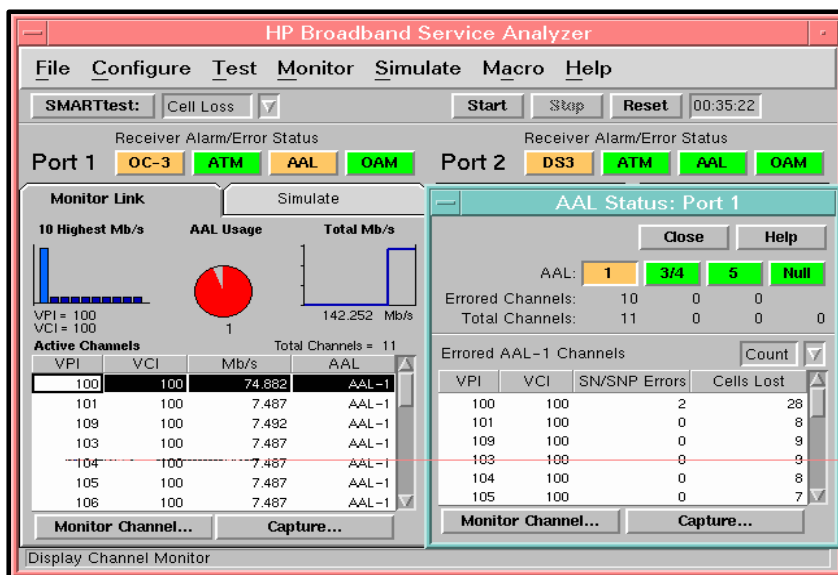 HP Broadband Service Analyzer
File Configure Test Monitor Simulate Macro Help
SMARTtest: Cell Loss Start Stop Reset 00:35:22
Receiver Alarm/Error Status Receiver Alarm/Error Status
Port 1 OC-3 ATM AAL OAM Port 2 DS3 ATM AAL OAM
Monitor Link Simulate
10 Highest Mb/s AAL Usage Total Mb/s
VPI = 100
VCI = 100
1
142.252 Mb/s
Active Channels Total Channels = 11
VPI VCI Mb/s AAL
100 100 74.882 AAL-1
101 100 7.487 AAL-1
109 100 7.492 AAL-1
103 100 7.487 AAL-1
104 100 7.487 AAL-1
105 100 7.487 AAL-1
106 100 7.487 AAL-1
Monitor Channel... Capture...
AAL Status: Port 1
Close Help
AAL: 1 3/4 5 Null
Errored Channels: 10 0 0
Total Channels: 11 0 0 0
Errored AAL-1 Channels Count
VPI VCI SN/SNP Errors Cells Lost
100 100 2 28
101 100 0 8
109 100 0 9
103 100 0 9
104 100 0 8
105 100 0 7
Monitor Channel... Capture...
Display Channel Monitor